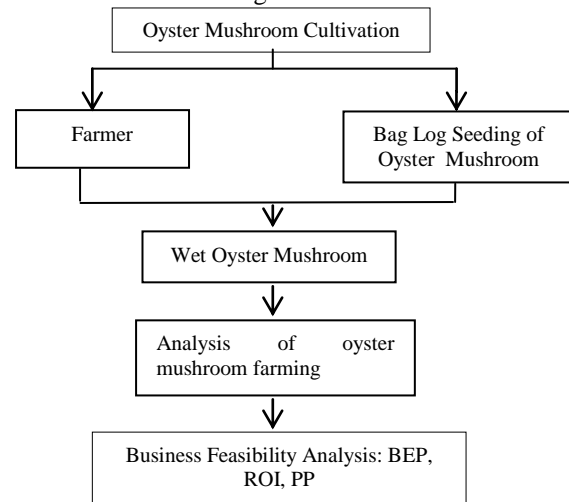 Oyster Mushroom Cultivation
Farmer
Bag Log Seeding of
Oyster Mushroom
Wet Oyster Mushroom
Analysis of oyster
mushroom farming
Business Feasibility Analysis: BEP,
ROI, PP